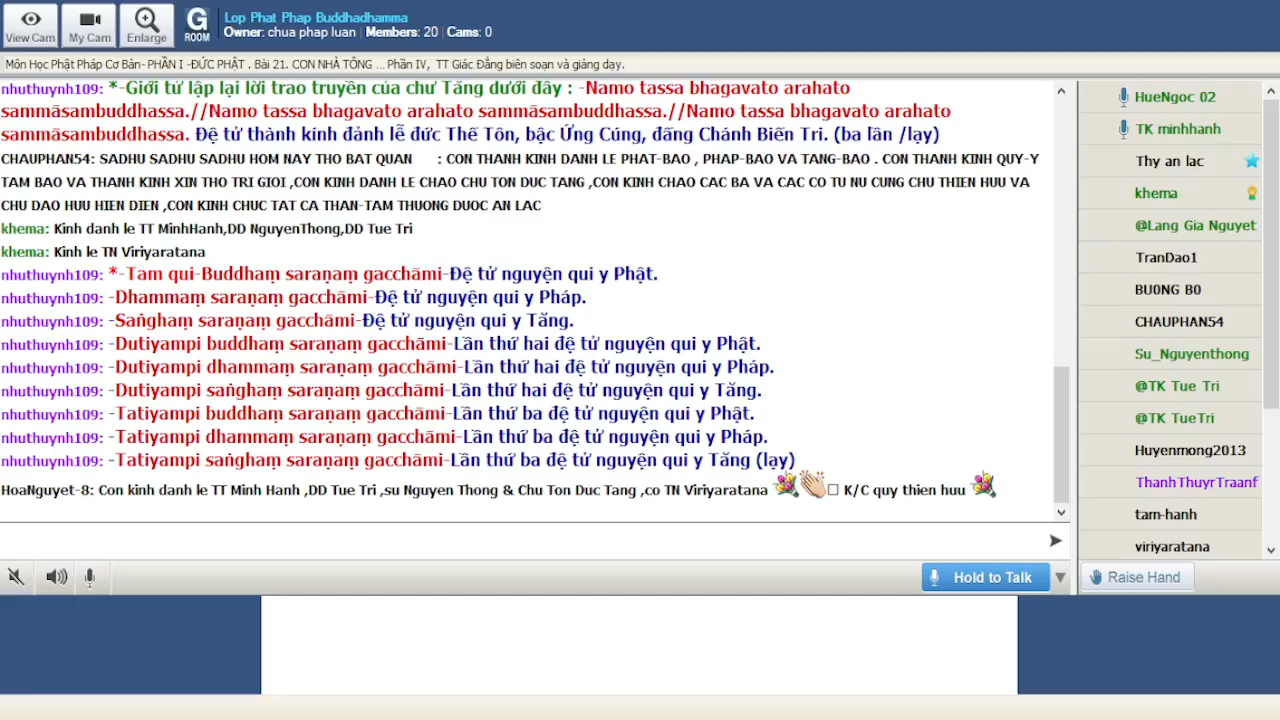 View Cam
My Cam
Enlarge
G
ROOM
Lop Phat Phap Buddhadhamma
Owner: chua phap luan | Members: 20 | Cams: 0
Môn Học Phật Pháp Cơ Bản- PHẦN I -ĐỨC PHẬT . Bài 21. CON NHÀ TÔNG ... Phần IV, TT Giác Đẳng biên soạn và giảng dạy.
nhuthuynh109: *-Giới tử lập lại lời trao truyền của chư Tăng dưới đây : -Namo tassa bhagavato arahato
sammāsambuddhassa.//Namo tassa bhagavato arahato sammāsambuddhassa.//Namo tassa bhagavato arahato
sammāsambuddhassa. Đệ tử thành kính đảnh lễ đức Thế Tôn, bậc Ứng Cúng, đấng Chánh Biến Tri. (ba lần /lạy)
CHAUPHAN54: SADHU SADHU SADHU HOM NAY THO BAT QUAN : CON THANH KINH DANH LE PHAT-BAO , PHAP-BAO VA TANG-BAO . CON THANH KINH QUY-Y
TAM BAO VA THANH KINH XIN THO TRI GIOI ,CON KINH DANH LE CHAO CHU TON DUC TANG ,CON KINH CHAO CAC BA VA CAC CO TU NU CUNG CHU THIEN HUU VA
CHU DAO HUU HIEN DIEN ,CON KINH CHUC TAT CA THAN-TAM THUONG DUOC AN LAC
khema: Kinh danh le TT MinhHanh,DD NguyenThong,DD Tue Tri
khema: Kinh le TN Viriyaratana
nhuthuynh109: *-Tam qui-Buddhaṃ saraṇaṃ gacchāmi-Đệ tử nguyện qui y Phật.
nhuthuynh109: -Dhammaṃ saraṇaṃ gacchāmi-Đệ tử nguyện qui y Pháp.
nhuthuynh109: -Saṅghaṃ saraṇaṃ gacchāmi-Đệ tử nguyện qui y Tăng.
nhuthuynh109: -Dutiyampi buddhaṃ saraṇaṃ gacchāmi-Lần thứ hai đệ tử nguyện qui y Phật.
nhuthuynh109: -Dutiyampi dhammaṃ saraṇaṃ gacchāmi-Lần thứ hai đệ tử nguyện qui y Pháp.
nhuthuynh109: -Dutiyampi saṅghaṃ saraṇaṃ gacchāmi-Lần thứ hai đệ tử nguyện qui y Tăng.
nhuthuynh109: -Tatiyampi buddhaṃ saraṇaṃ gacchāmi-Lần thứ ba đệ tử nguyện qui y Phật.
nhuthuynh109: -Tatiyampi dhammaṃ saraṇaṃ gacchāmi-Lần thứ ba đệ tử nguyện qui y Pháp.
nhuthuynh109: -Tatiyampi saṅghaṃ saraṇaṃ gacchāmi-Lần thứ ba đệ tử nguyện qui y Tăng (lạy)
HoaNguyet-8: Con kinh danh le TT Minh Hanh ,DD Tue Tri ,su Nguyen Thong & Chu Ton Duc Tang ,co TN Viriyaratana K/C quy thien huu
HueNgoc 02
TK minhhanh
Thy an lac
khema
@Lang Gia Nguyet
TranDao1
BU0NG B0
CHAUPHAN54
Su_Nguyenthong
@TK Tue Tri
@TK TueTri
Huyenmong2013
ThanhThuyrTraanf
tam-hanh
viriyaratana
Hold to Talk
Raise Hand